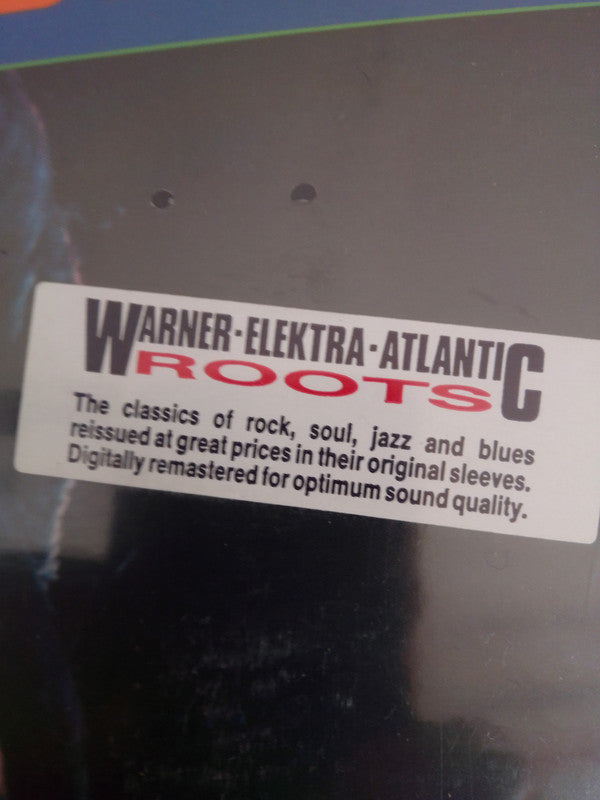 WARNER·ELEKTRA·ATLANTIC
ROOTS
The classics of rock, soul, jazz and blues
reissued at great prices in their original sleeves.
Digitally remastered for optimum sound quality.